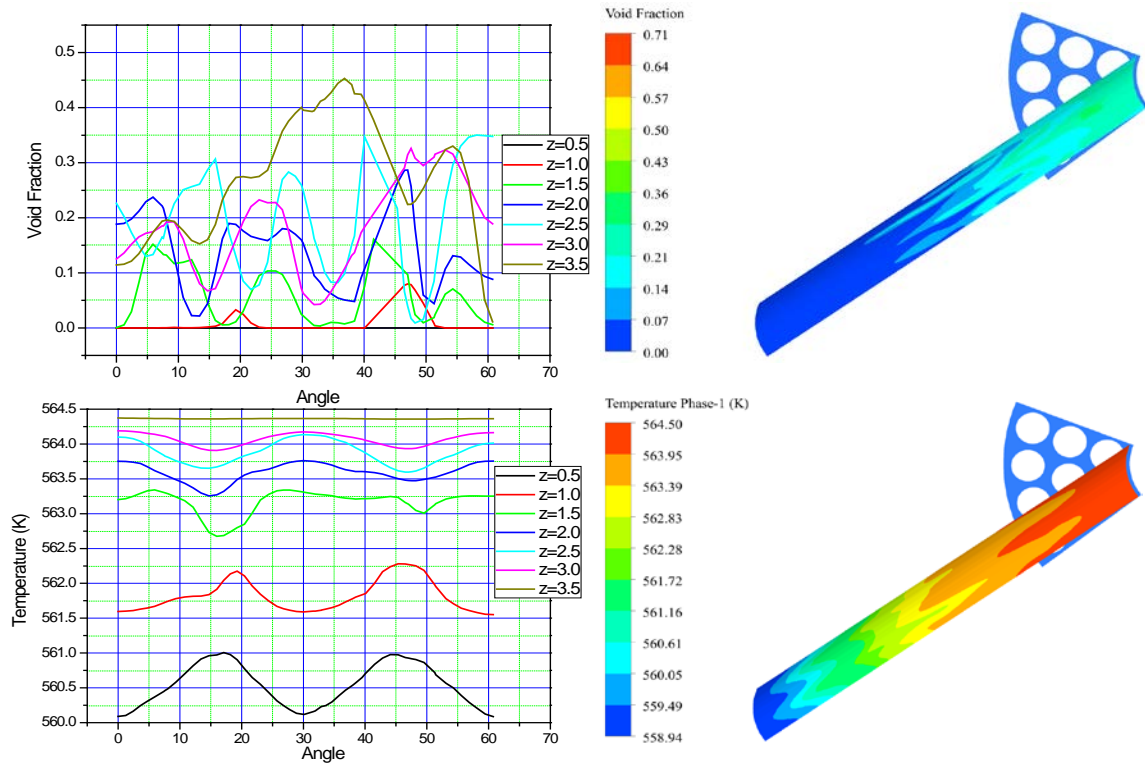 Void Fraction
0.5
0.4
0.3
0.2
0.1
0.0
0 10 20 30 40 50 60 70
Angle
Void Fraction
z=0.5
z=1.0
z=1.5
z=2.0
z=2.5
z=3.0
z=3.5
0.71
0.64
0.57
0.50
0.43
0.36
0.29
0.21
0.14
0.07
0.00
Temperature (K)
564.5
564.0
563.5
563.0
562.5
562.0
561.5
561.0
560.5
560.0
0 10 20 30 40 50 60 70
Angle
z=0.5
z=1.0
z=1.5
z=2.0
z=2.5
z=3.0
z=3.5
Temperature Phase-1 (K)
564.50
563.95
563.39
562.83
562.28
561.72
561.16
560.61
560.05
559.49
558.94